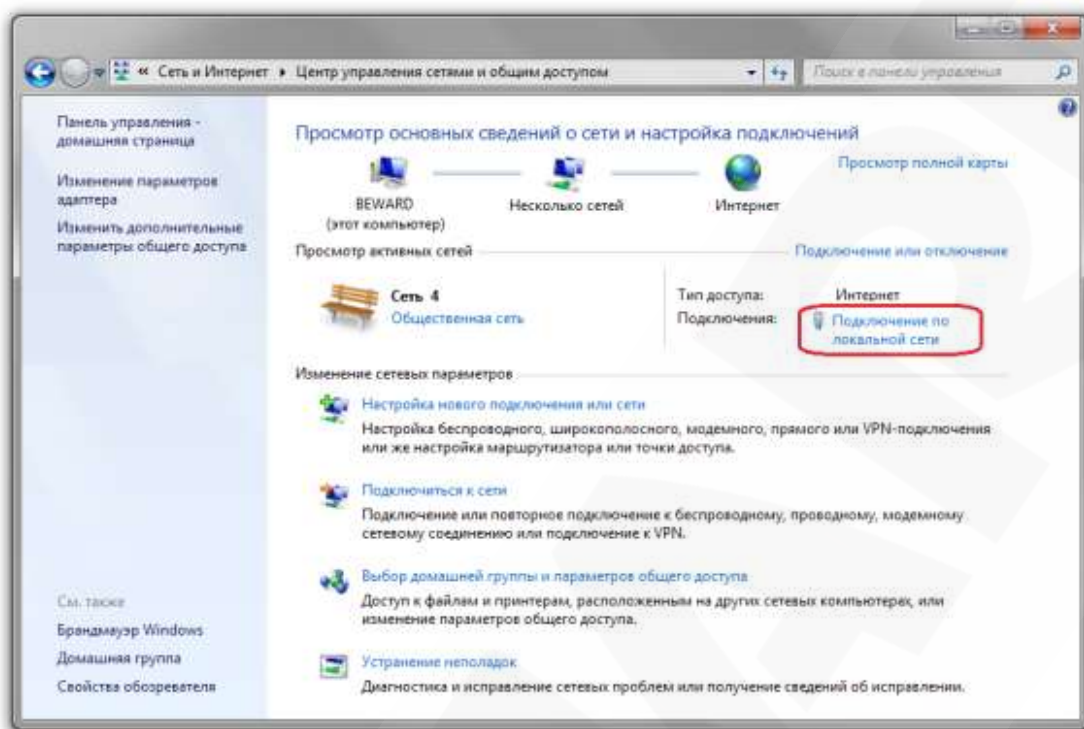 « Сеть и Интернет ▸ Центр управления сетями и общим доступом
Поиск в панели управления
Панель управления -
домашняя страница
Изменение параметров
адаптера
Изменить дополнительные
параметры общего доступа
См. также
Брандмауэр Windows
Домашняя группа
Свойства обозревателя
Просмотр основных сведений о сети и настройка подключений
Просмотр полной карты
BEWARD
(этот компьютер)
Несколько сетей
Интернет
Просмотр активных сетей
Подключение или отключение
Сеть 4
Общественная сеть
Тип доступа: Интернет
Подключения: Подключение по
локальной сети
Изменение сетевых параметров
Настройка нового подключения или сети
Настройка беспроводного, широкополосного, модемного, прямого или VPN-подключения
или же настройка маршрутизатора или точки доступа.
Подключиться к сети
Подключение или повторное подключение к беспроводному, проводному, модемному
сетевому соединению или подключение к VPN.
Выбор домашней группы и параметров общего доступа
Доступ к файлам и принтерам, расположенным на других сетевых компьютерах, или
изменение параметров общего доступа.
Устранение неполадок
Диагностика и исправление сетевых проблем или получение сведений об исправлении.